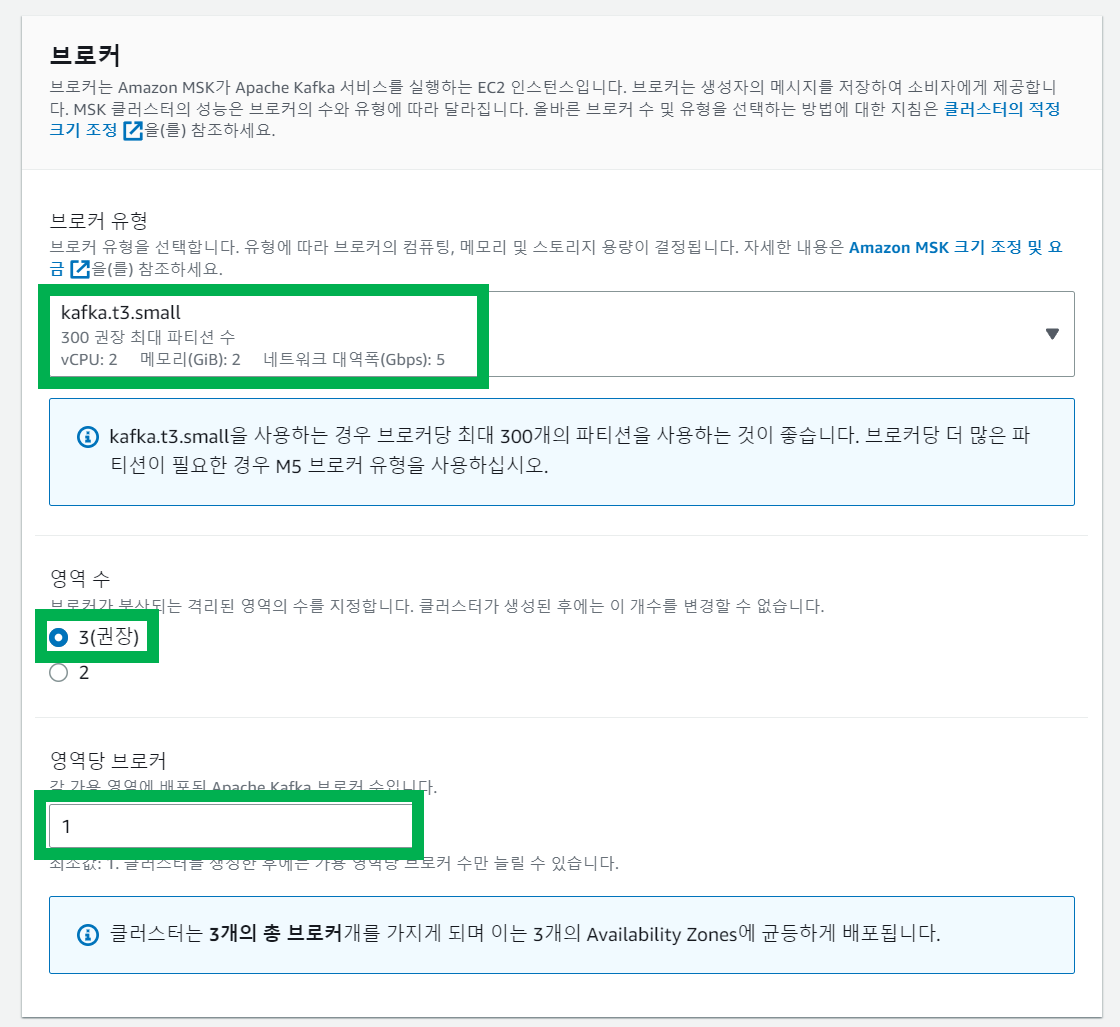 브로커
브로커는 Amazon MSK가 Apache Kafka 서비스를 실행하는 EC2 인스턴스입니다. 브로커는 생성자의 메시지를 저장하여 소비자에게 제공합니
다. MSK 클러스터의 성능은 브로커의 수와 유형에 따라 달라집니다. 올바른 브로커 수 및 유형을 선택하는 방법에 대한 지침은 클러스터의 적정
크기 조정 을(를) 참조하세요.
브로커 유형
브로커 유형을 선택합니다. 유형에 따라 브로커의 컴퓨팅, 메모리 및 스토리지 용량이 결정됩니다. 자세한 내용은 Amazon MSK 크기 조정 및 요
금 을(를) 참조하세요.
kafka.t3.small
300 권장 최대 파티션 수
vCPU: 2 메모리(GiB): 2 네트워크 대역폭(Gbps): 5
kafka.t3.small을 사용하는 경우 브로커당 최대 300개의 파티션을 사용하는 것이 좋습니다. 브로커당 더 많은 파
티션이 필요한 경우 M5 브로커 유형을 사용하십시오.
영역 수
브로커가 분산되는 격리된 영역의 수를 지정합니다. 클러스터가 생성된 후에는 이 개수를 변경할 수 없습니다.
3(권장)
2
영역당 브로커
각 가용 영역에 배포된 Apache Kafka 브로커 수입니다.
1
최소값: 1. 클러스터를 생성한 후에는 가용 영역당 브로커 수만 늘릴 수 있습니다.
클러스터는 3개의 총 브로커개를 가지게 되며 이는 3개의 Availability Zones에 균등하게 배포됩니다.